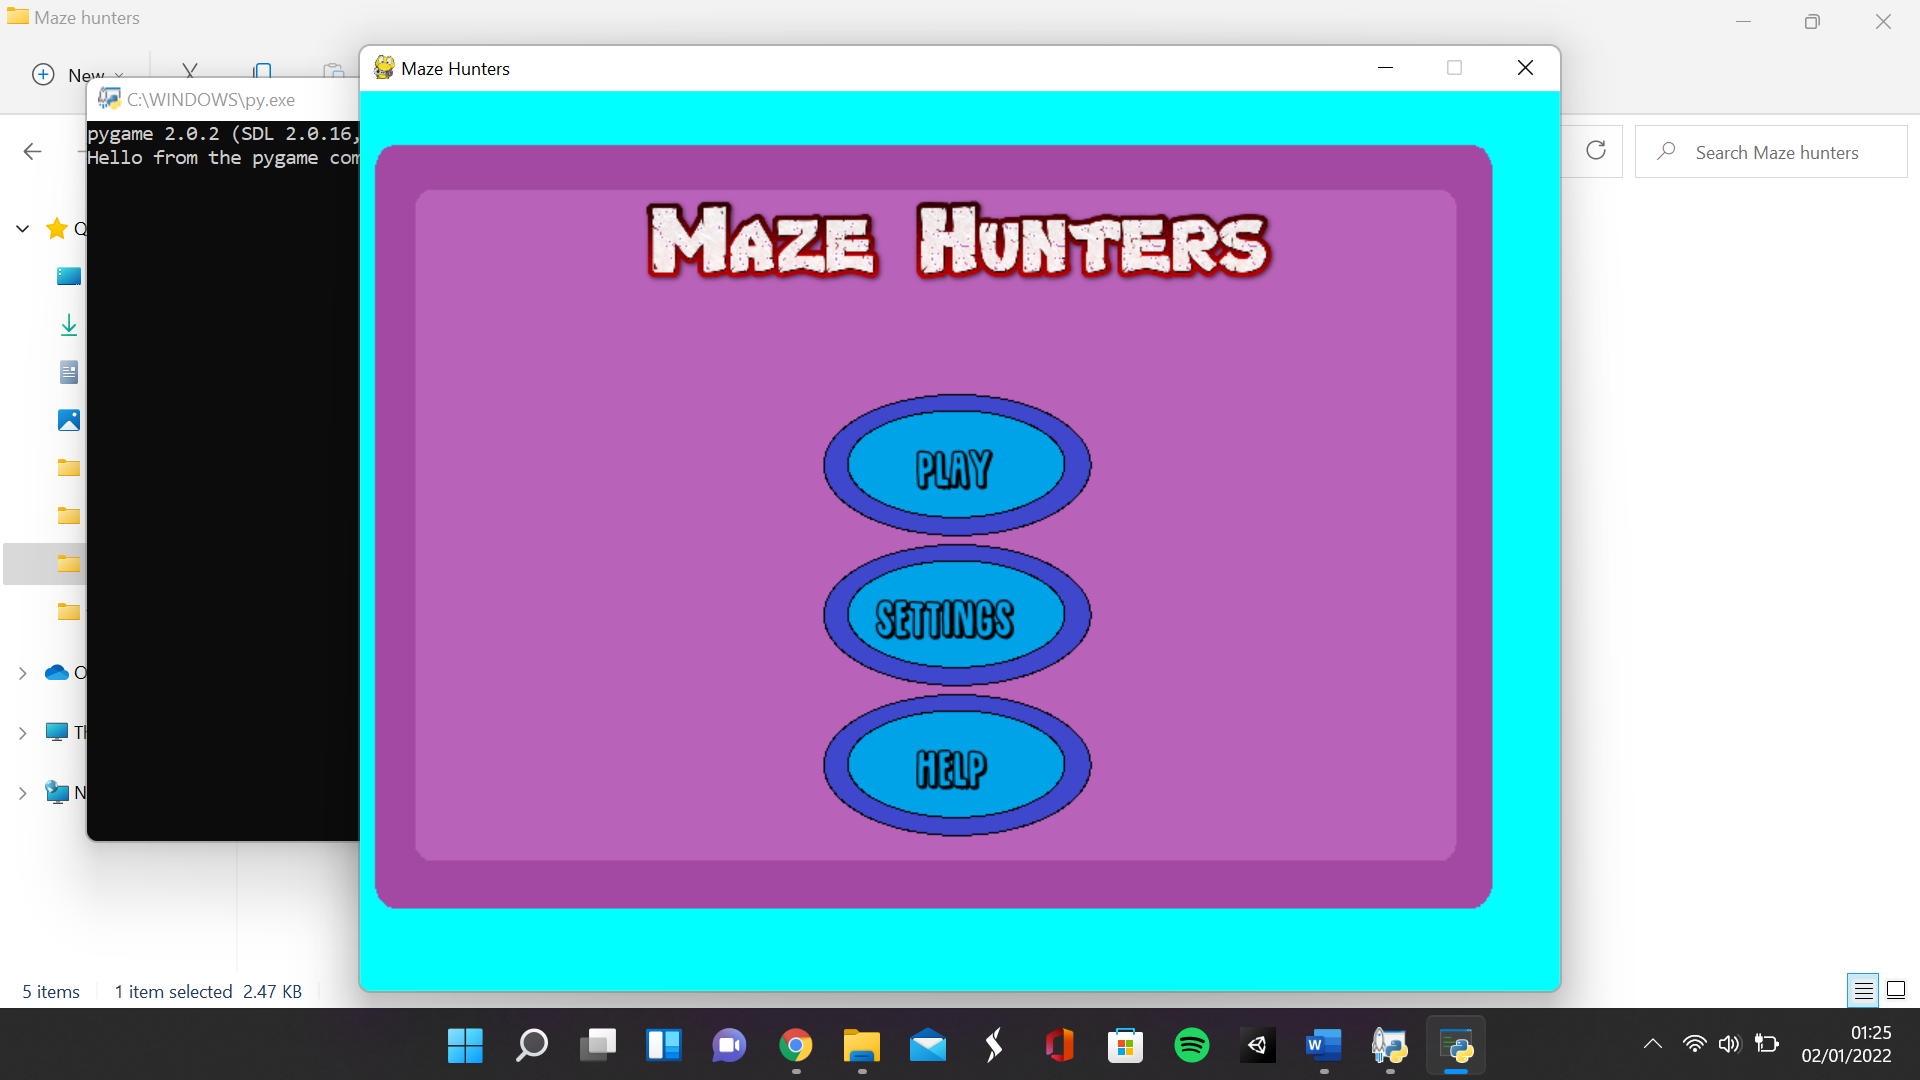 Maze hunters
New
C:\WINDOWS\py.exe
pygame 2.0.2 (SDL 2.0.16,
Hello from the pygame com
Maze Hunters
Search Maze hunters
MAZE HUNTERS
PLAY
SETTINGS
HELP
5 items
1 item selected 2.47 KB
01:25
02/01/2022